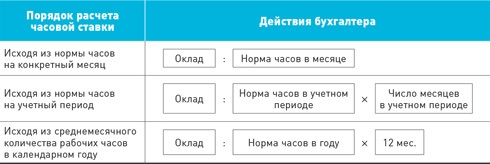 Порядок расчета
часовой ставки
Действия бухгалтера
Исходя из нормы часов
на конкретный месяц
Оклад : Норма часов в месяце
Исходя из нормы часов
на учетный период
Оклад : Норма часов в учетном
периоде × Число месяцев
в учетном периоде
Исходя из среднемесячного
количества рабочих часов
в календарном году
Оклад : Норма часов в году × 12 мес.